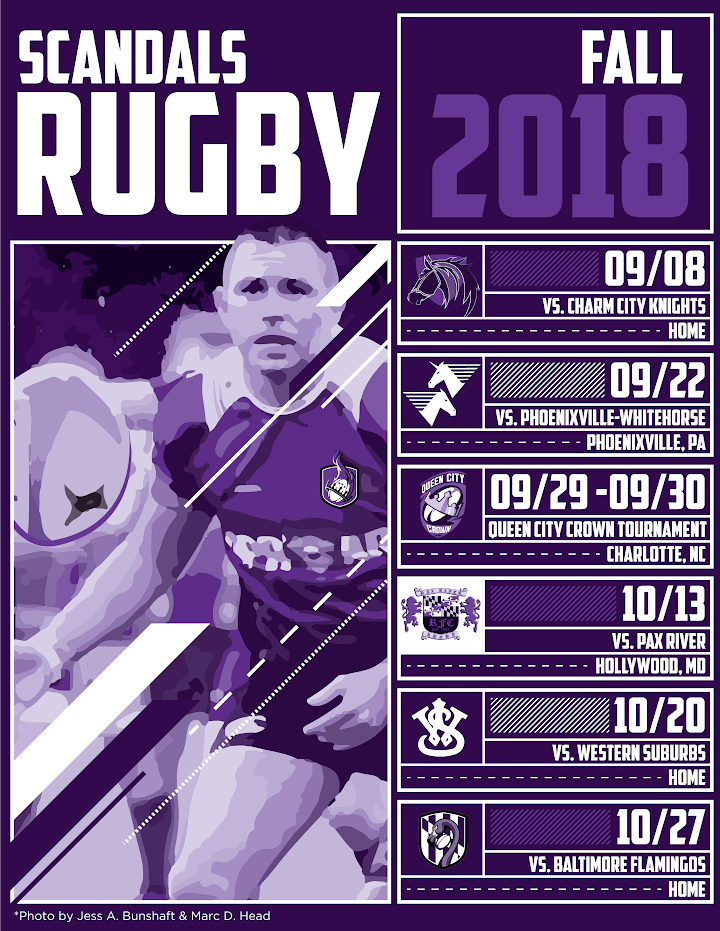 SCANDALS
RUGBY
FALL
2018
09/08
VS. CHARM CITY KNIGHTS
HOME
09/22
VS. PHOENIXVILLE-WHITEHORSE
PHOENIXVILLE, PA
QUEEN CITY
CROWN
09/29 -09/30
QUEEN CITY CROWN TOURNAMENT
CHARLOTTE, NC
RFC
10/13
VS. PAX RIVER
HOLLYWOOD, MD
10/20
VS. WESTERN SUBURBS
HOME
10/27
VS. BALTIMORE FLAMINGOS
HOME
*Photo by Jess A. Bunshaft & Marc D. Head